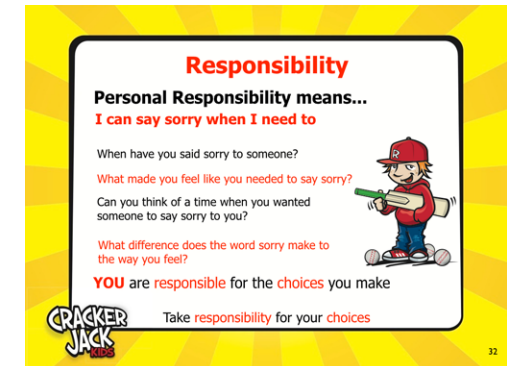 Responsibility
Personal Responsibility means...
I can say sorry when I need to
When have you said sorry to someone?
What made you feel like you needed to say sorry?
Can you think of a time when you wanted
someone to say sorry to you?
What difference does the word sorry make to
the way you feel?
YOU are responsible for the choices you make
Take responsibility for your choices
R
CRACKER
JACK
KIDS
32